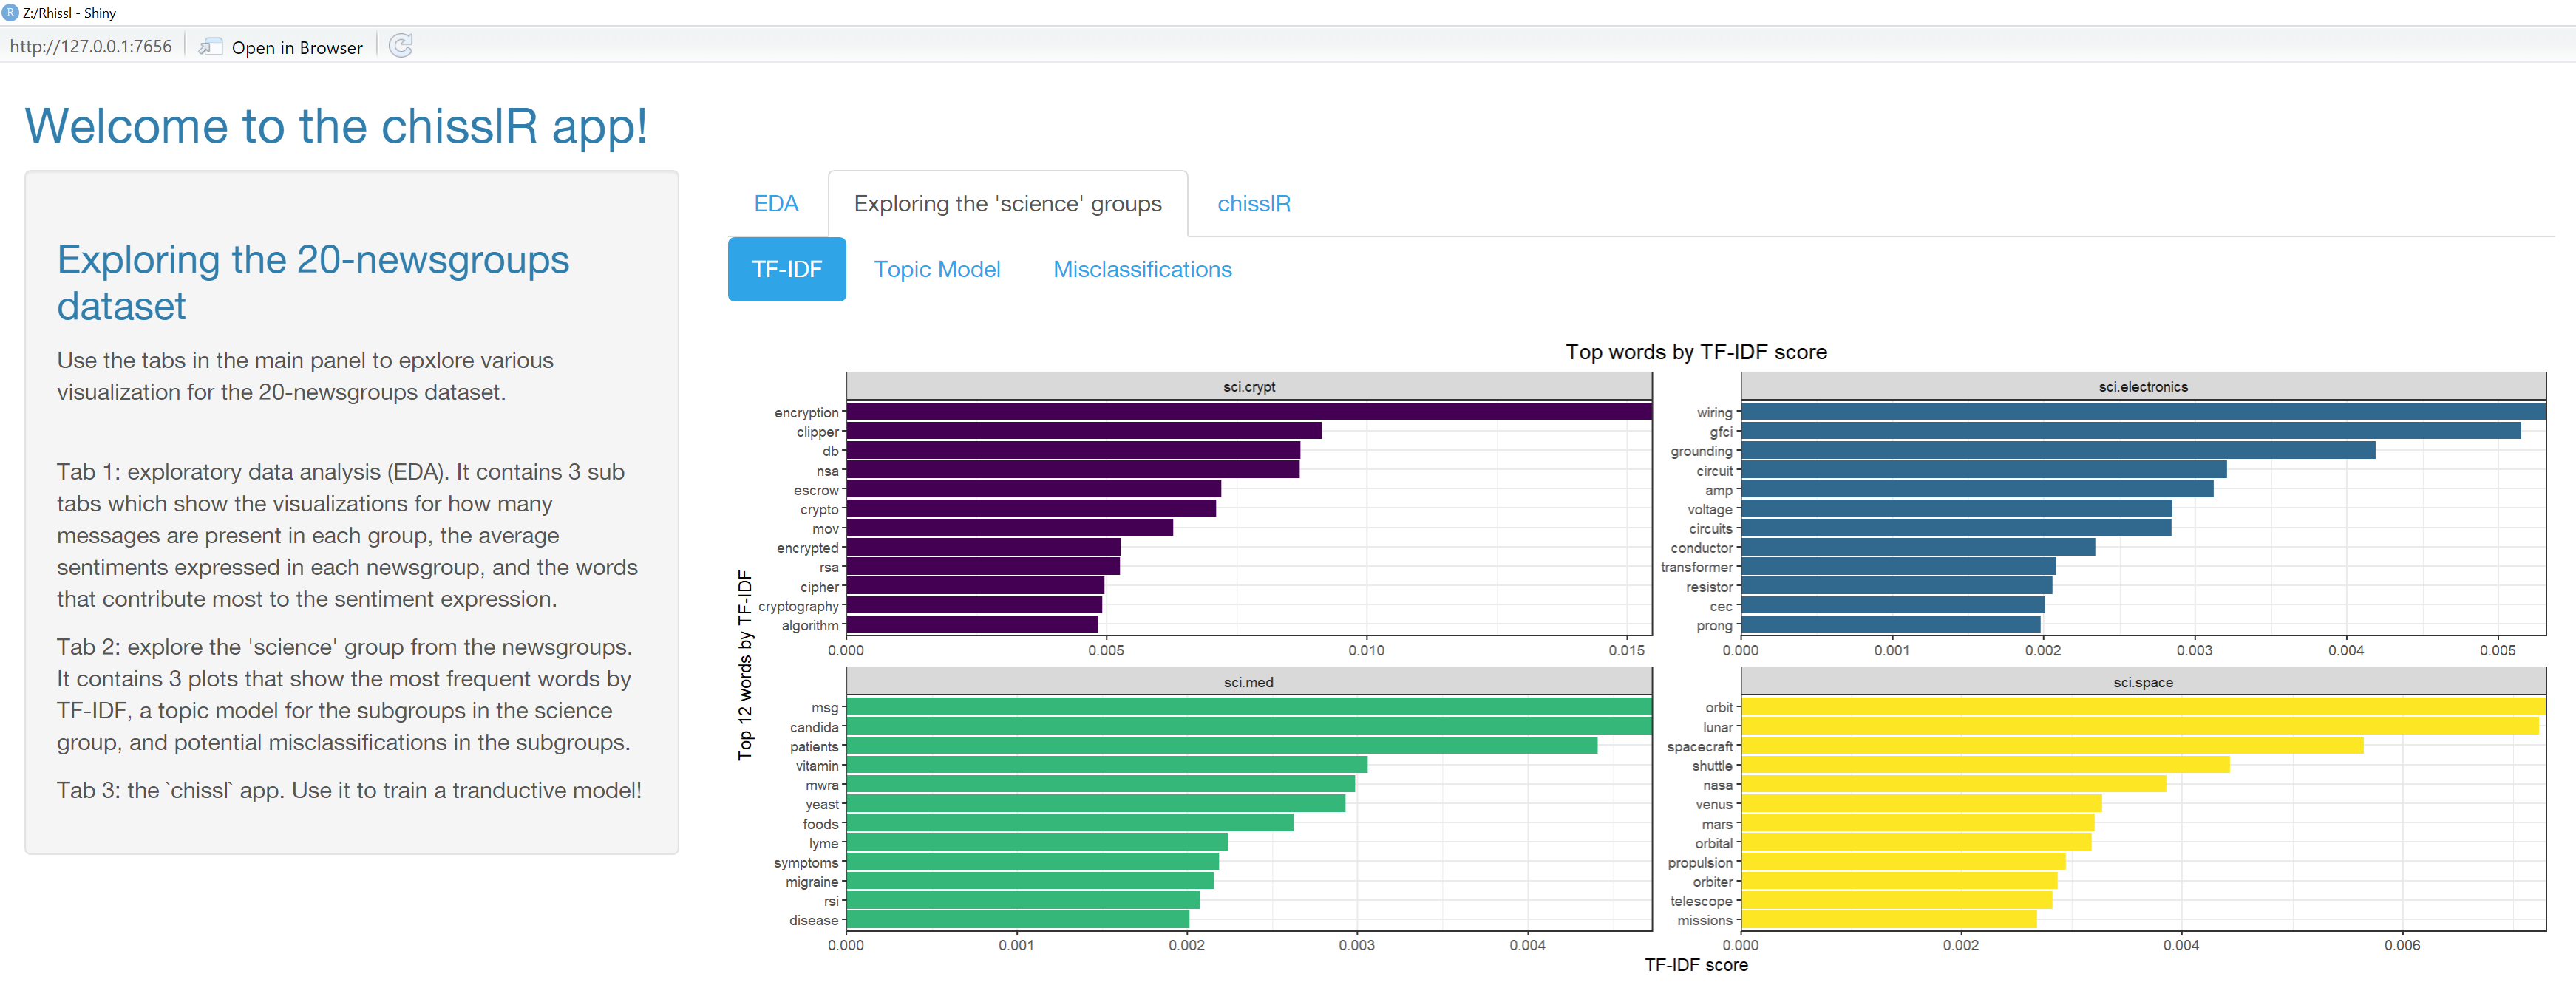 Z:/Rhissl - Shiny
http://127.0.0.1:7656
Open in Browser
Welcome to the chisslR app!
Exploring the 20-newsgroups
dataset
Use the tabs in the main panel to epxlore various
visualization for the 20-newsgroups dataset.
Tab 1: exploratory data analysis (EDA). It contains 3 sub
tabs which show the visualizations for how many
messages are present in each group, the average
sentiments expressed in each newsgroup, and the words
that contribute most to the sentiment expression.
Tab 2: explore the 'science' group from the newsgroups.
It contains 3 plots that show the most frequent words by
TF-IDF, a topic model for the subgroups in the science
group, and potential misclassifications in the subgroups.
Tab 3: the `chissl` app. Use it to train a tranductive model!
EDA
Exploring the 'science' groups
chisslR
TF-IDF
Topic Model
Misclassifications
Top words by TF-IDF score
Top 12 words by TF-IDF
sci.crypt
encryption
clipper
db
nsa
escrow
crypto
mov
encrypted
rsa
cipher
cryptography
algorithm
0.000 0.005 0.010 0.015
sci.electronics
wiring
gfci
grounding
circuit
amp
voltage
circuits
conductor
transformer
resistor
cec
prong
0.000 0.001 0.002 0.003 0.004 0.005
sci.med
msg
candida
patients
vitamin
mwra
yeast
foods
lyme
symptoms
migraine
rsi
disease
0.000 0.001 0.002 0.003 0.004
sci.space
orbit
lunar
spacecraft
shuttle
nasa
venus
mars
orbital
propulsion
orbiter
telescope
missions
0.000 0.002 0.004 0.006
TF-IDF score